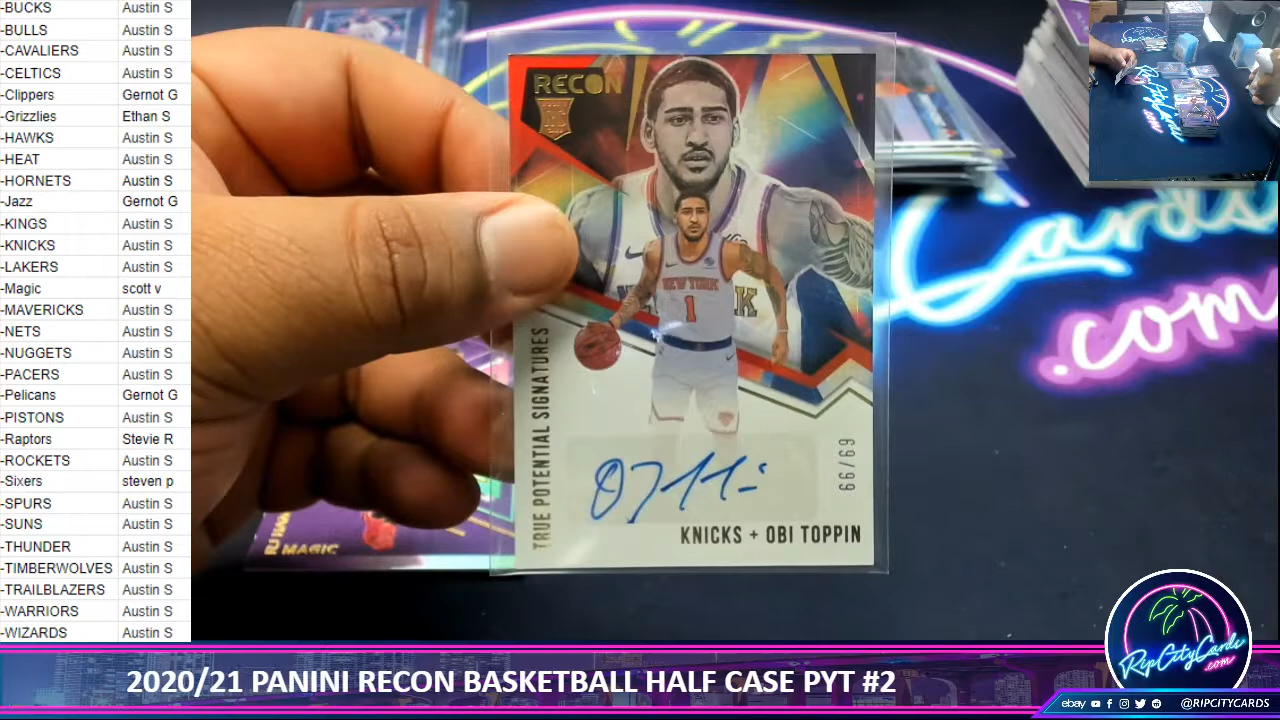 -BUCKS Austin S
-BULLS Austin S
-CAVALIERS Austin S
-CELTICS Austin S
-Clippers Gernot G
-Grizzlies Ethan S
-HAWKS Austin S
-HEAT Austin S
-HORNETS Austin S
-Jazz Gernot G
-KINGS Austin S
-KNICKS Austin S
-LAKERS Austin S
-Magic scott v
-MAVERICKS Austin S
-NETS Austin S
-NUGGETS Austin S
-PACERS Austin S
-Pelicans Gernot G
-PISTONS Austin S
-Raptors Stevie R
-ROCKETS Austin S
-Sixers steven p
-SPURS Austin S
-SUNS Austin S
-THUNDER Austin S
-TIMBERWOLVES Austin S
-TRAILBLAZERS Austin S
-WARRIORS Austin S
-WIZARDS Austin S
RECON
RC
NEW YORK
1
K
TRUE POTENTIAL SIGNATURES
69/99
KNICKS + OBI TOPPIN
MAGIC
Cards
.com
RipCityCards
.com
2020/21 PANINI RECON BASKETBALL HALF CASE PYT #2
ebay @RIPCITYCARDS